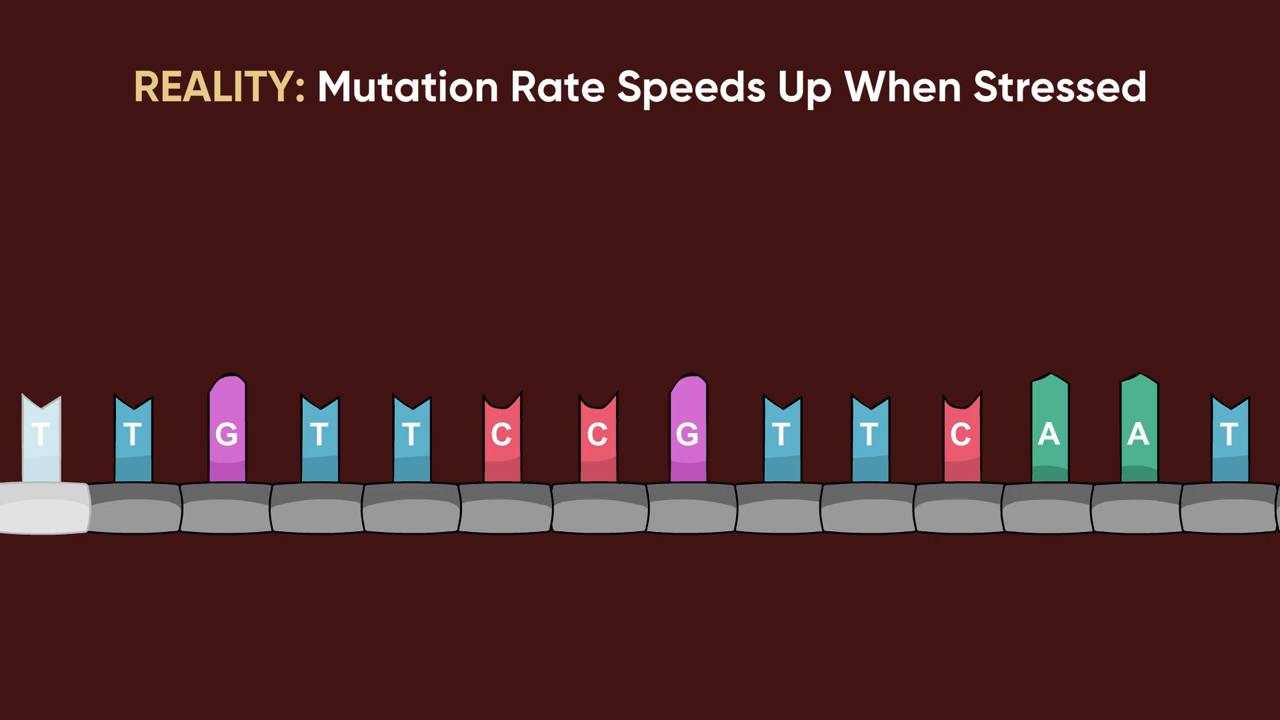 REALITY: Mutation Rate Speeds Up When Stressed
T T G T T C C G T T C A A T